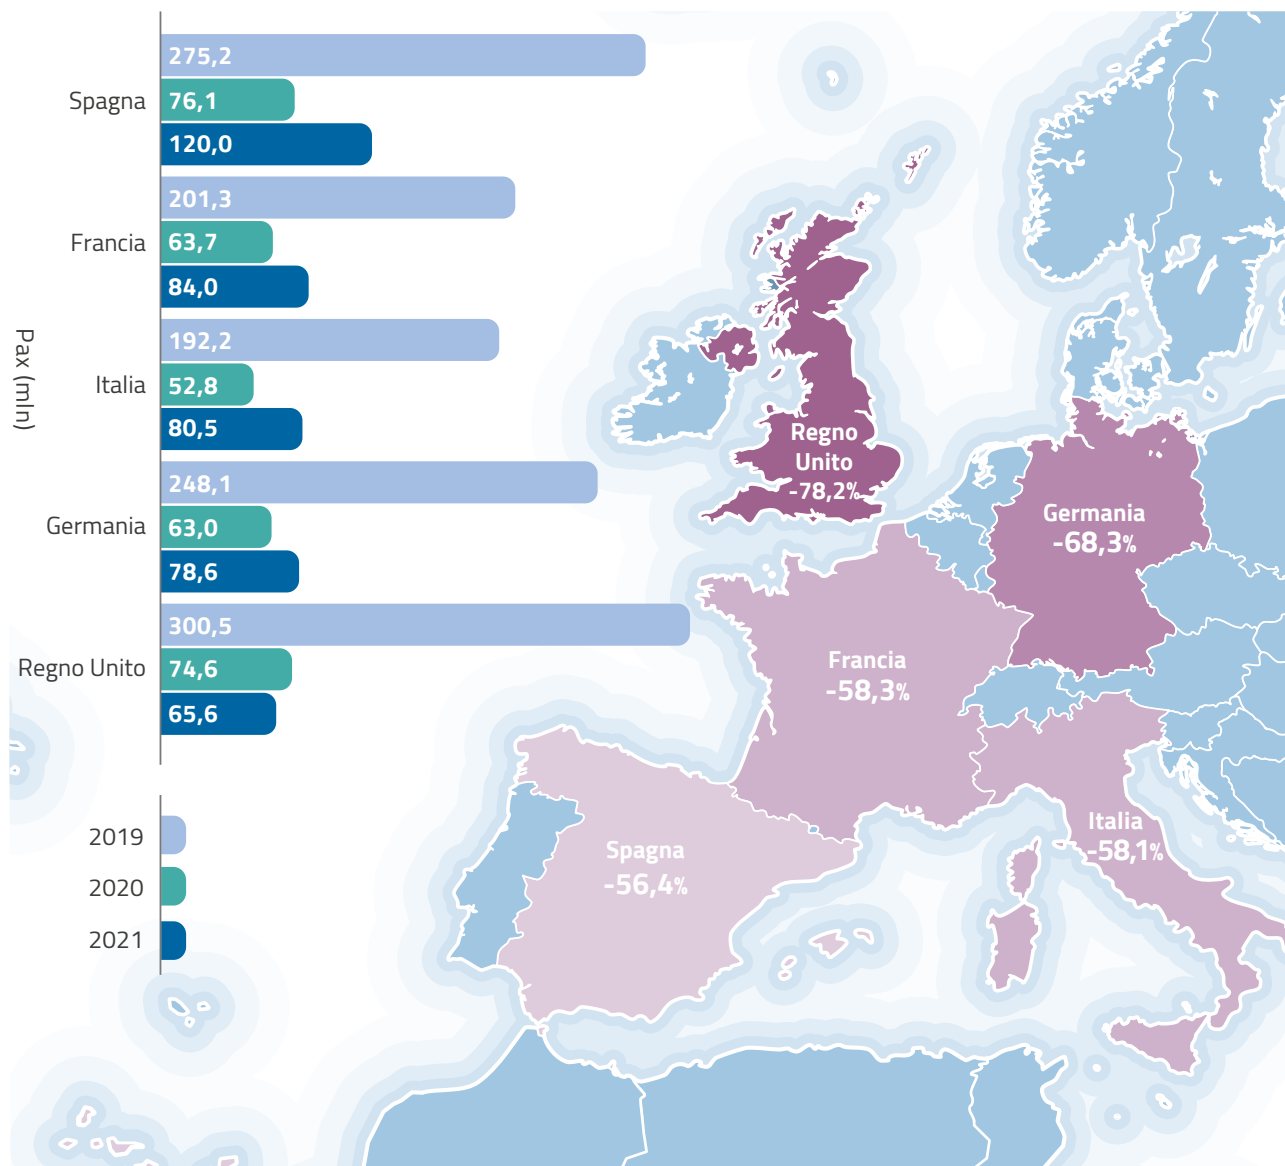 Pax (mln)
Spagna
275,2
76,1
120,0
Francia
201,3
63,7
84,0
Italia
192,2
52,8
80,5
Germania
248,1
63,0
78,6
Regno Unito
300,5
74,6
65,6
2019
2020
2021
Regno
Unito
-78,2%
Germania
-68,3%
Francia
-58,3%
Italia
-58,1%
Spagna
-56,4%